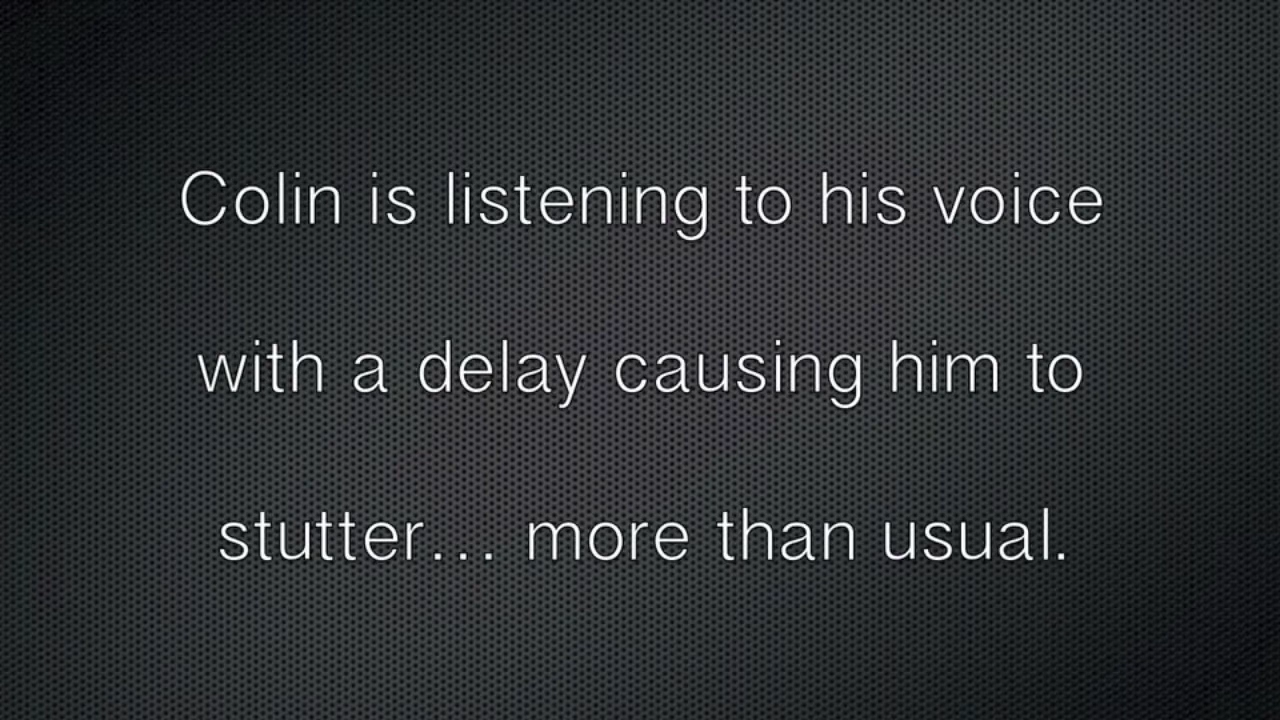 Colin is listening to his voice
with a delay causing him to
stutter... more than usual.